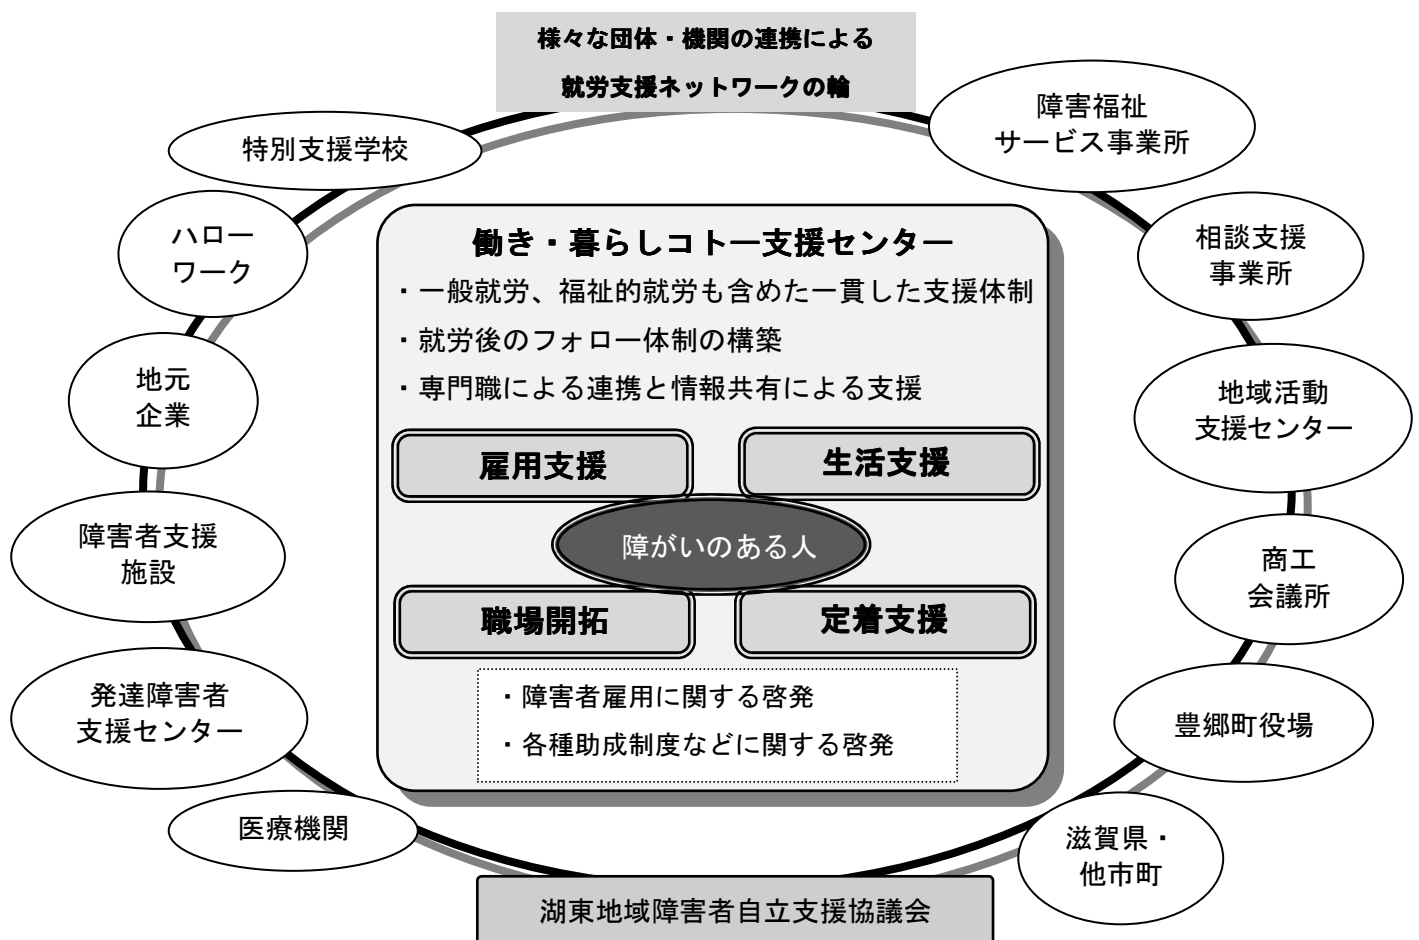 様々な団体・機関の連携による
就労支援ネットワークの輪
特別支援学校
障害福祉
サービス事業所
ハロー
ワーク
相談支援
事業所
地元
企業
地域活動
支援センター
障害者支援
施設
商工
会議所
発達障害者
支援センター
豊郷町役場
医療機関
滋賀県・
他市町
働き・暮らしコトー支援センター
・一般就労、福祉的就労も含めた一貫した支援体制
・就労後のフォロー体制の構築
・専門職による連携と情報共有による支援
雇用支援
生活支援
障がいのある人
職場開拓
定着支援
・障害者雇用に関する啓発
・各種助成制度などに関する啓発
湖東地域障害者自立支援協議会